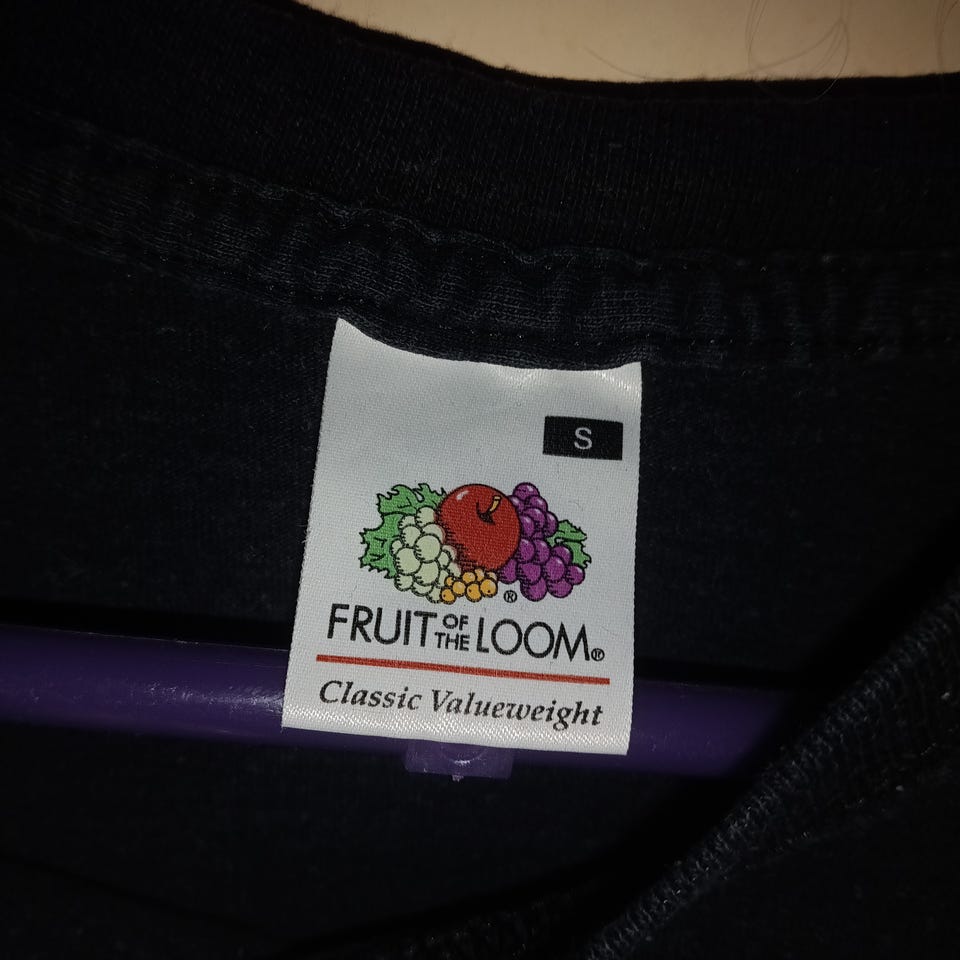 S
®
FRUIT OF THE LOOM®
Classic Valueweight